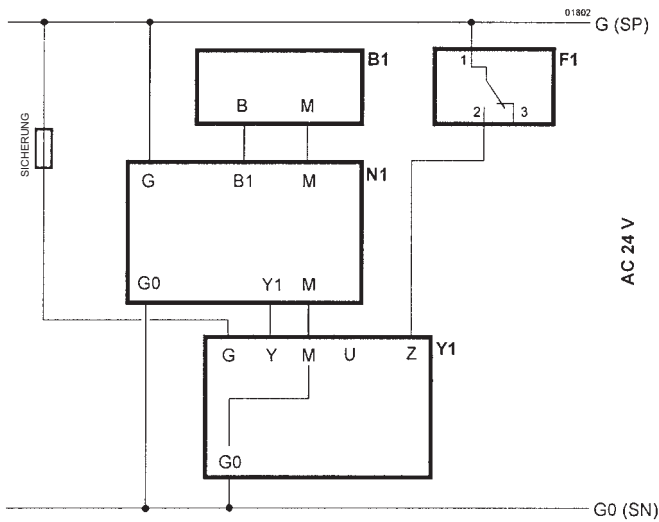 01802
G (SP)
B1
F1
1
B M
2 3
SICHERUNG
N1
G B1 M
AC 24 V
G0 Y1 M
Y1
G Y M U Z
G0
G0 (SN)